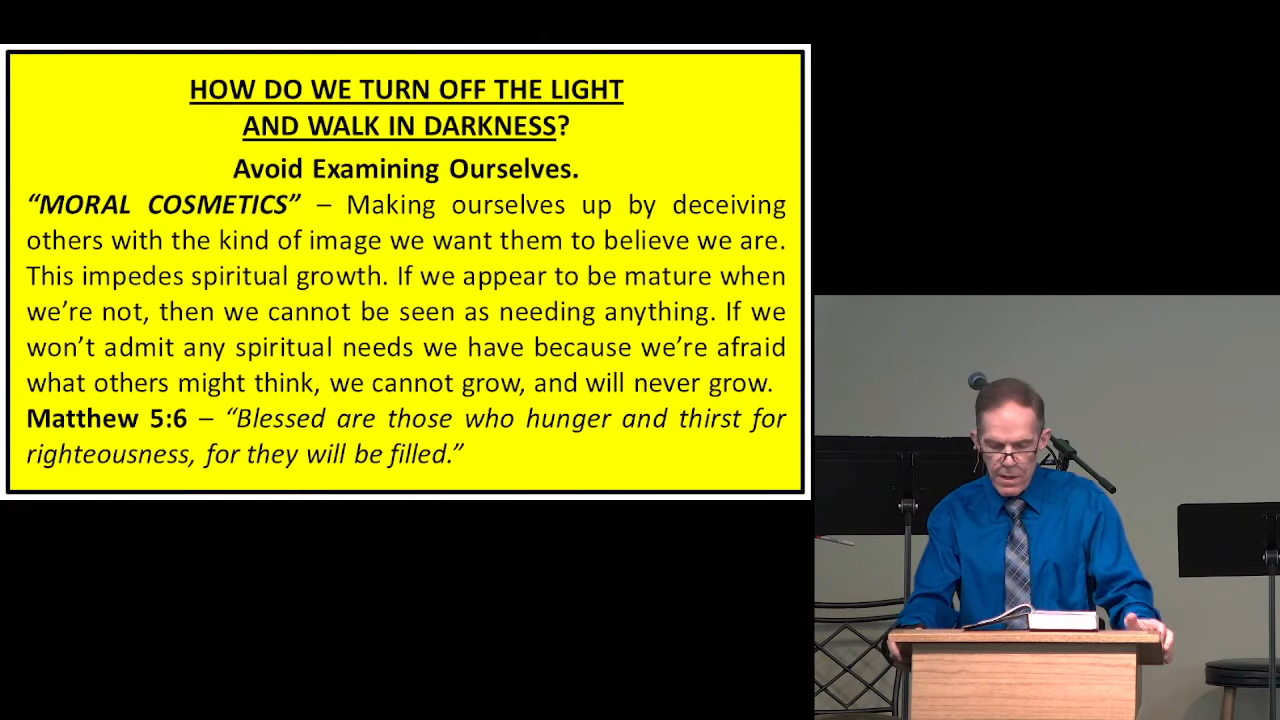 HOW DO WE TURN OFF THE LIGHT
AND WALK IN DARKNESS?
Avoid Examining Ourselves.
“MORAL COSMETICS” – Making ourselves up by deceiving
others with the kind of image we want them to believe we are.
This impedes spiritual growth. If we appear to be mature when
we’re not, then we cannot be seen as needing anything. If we
won’t admit any spiritual needs we have because we’re afraid
what others might think, we cannot grow, and will never grow.
Matthew 5:6 – “Blessed are those who hunger and thirst for
righteousness, for they will be filled.”